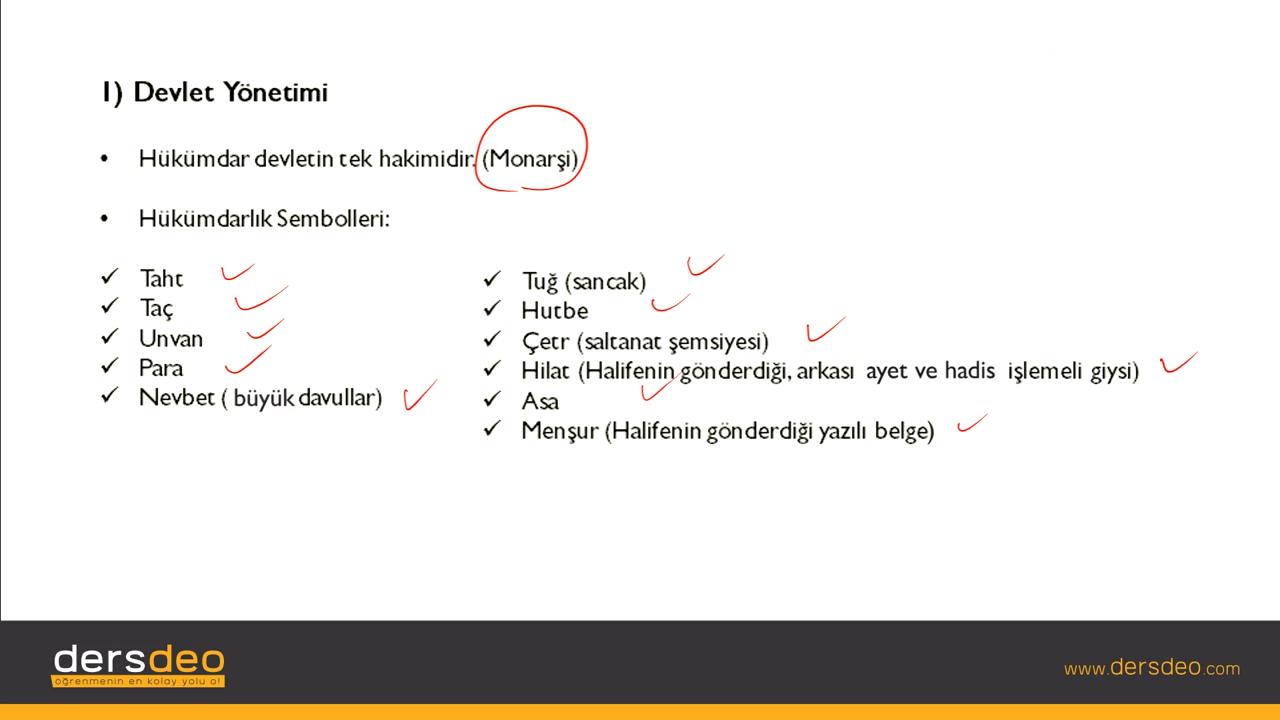 1) Devlet Yönetimi
• Hükümdar devletin tek hakimidir. (Monarşi)
• Hükümdarlık Sembolleri:
✓ Taht
✓ Taç
✓ Unvan
✓ Para
✓ Nevbet ( büyük davullar)
✓ Tuğ (sancak)
✓ Hutbe
✓ Çetr (saltanat şemsiyesi)
✓ Hilat (Halifenin gönderdiği, arkası ayet ve hadis işlemeli giysi)
✓ Asa
✓ Menşur (Halifenin gönderdiği yazılı belge)
dersdeo
öğrenmenin en kolay yolu o!
www.dersdeo.com